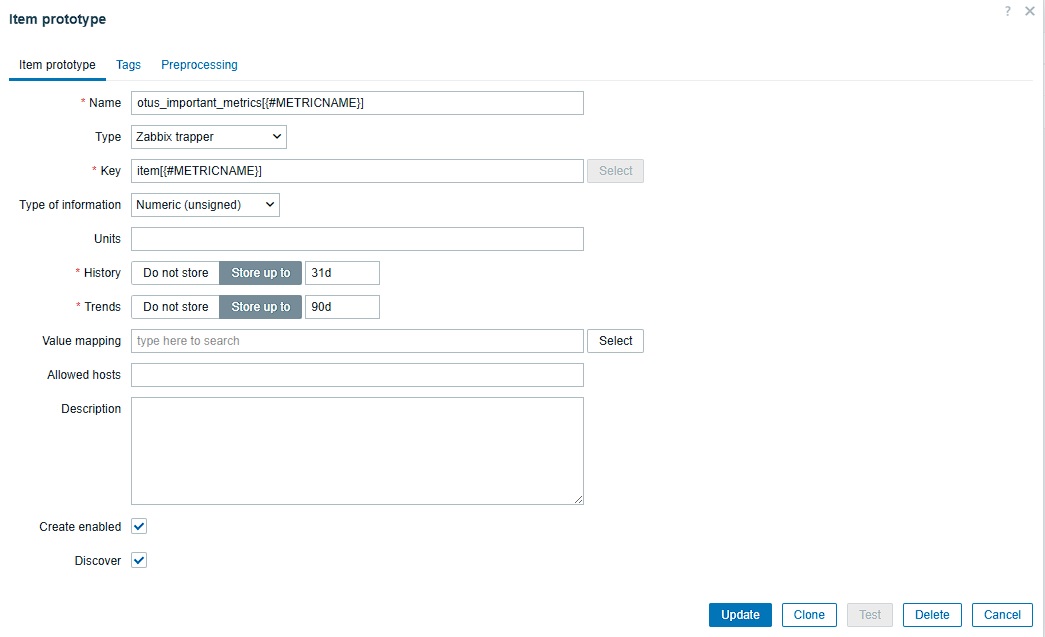 Item prototype
? ×
Item prototype Tags Preprocessing
* Name otus_important_metrics[{#METRICNAME}]
Type Zabbix trapper
* Key item[{#METRICNAME}] Select
Type of information Numeric (unsigned)
Units
* History Do not store Store up to 31d
* Trends Do not store Store up to 90d
Value mapping type here to search Select
Allowed hosts
Description
Create enabled
Discover
Update Clone Test Delete Cancel